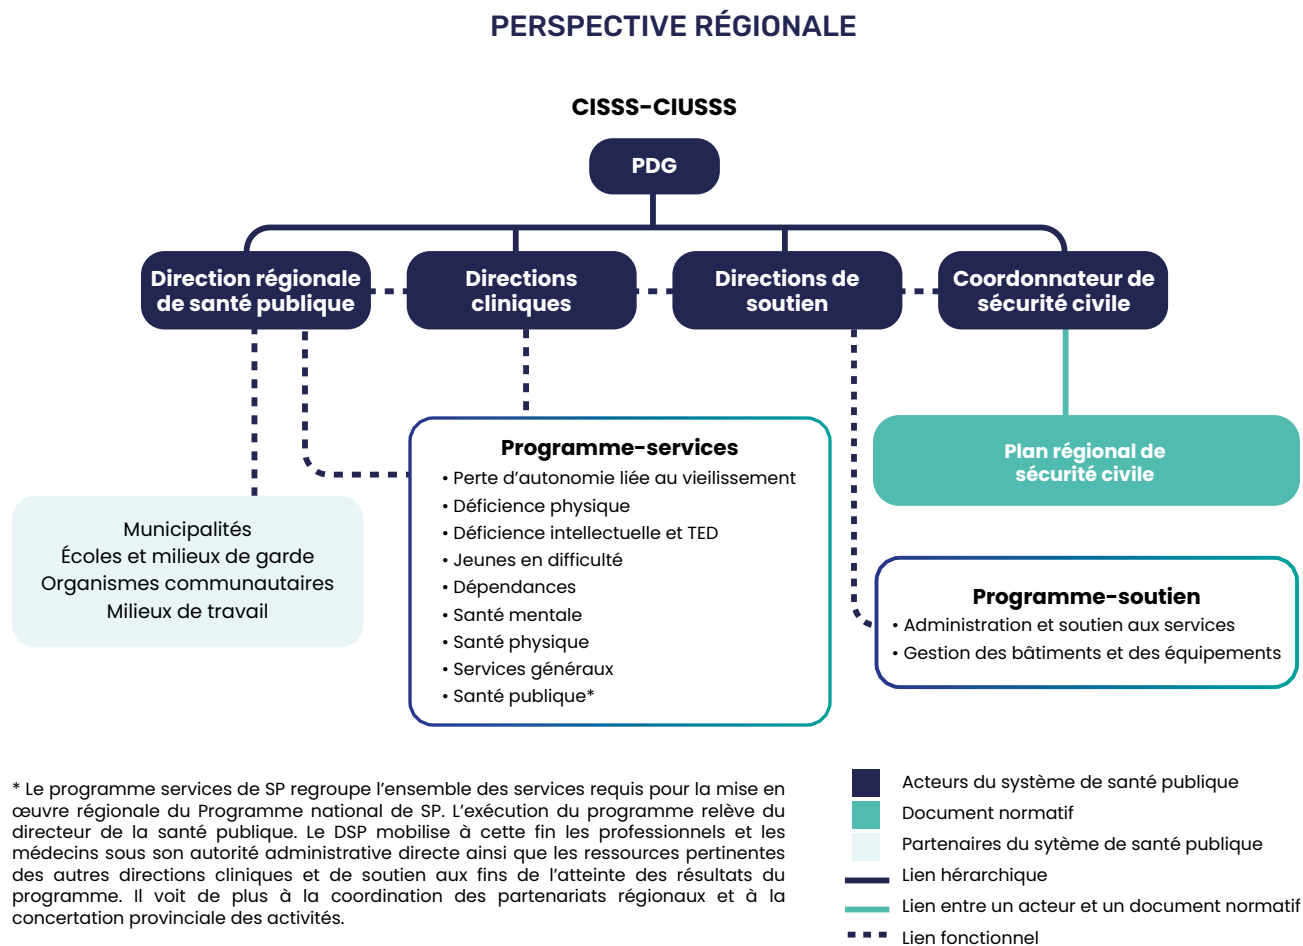 PERSPECTIVE RÉGIONALE
CISSS-CIUSSS
PDG
Direction régionale
de santé publique
Directions
cliniques
Directions de
soutien
Coordonnateur de
sécurité civile
Municipalités
Écoles et milieux de garde
Organismes communautaires
Milieux de travail
Programme-services
• Perte d’autonomie liée au vieilissement
• Déficience physique
• Déficience intellectuelle et TED
• Jeunes en difficulté
• Dépendances
• Santé mentale
• Santé physique
• Services généraux
• Santé publique*
Plan régional de
sécurité civile
Programme-soutien
• Administration et soutien aux services
• Gestion des bâtiments et des équipements
* Le programme services de SP regroupe l’ensemble des services requis pour la mise en
œuvre régionale du Programme national de SP. L’exécution du programme relève du
directeur de la santé publique. Le DSP mobilise à cette fin les professionnels et les
médecins sous son autorité administrative directe ainsi que les ressources pertinentes
des autres directions cliniques et de soutien aux fins de l’atteinte des résultats du
programme. Il voit de plus à la coordination des partenariats régionaux et à la
concertation provinciale des activités.
Acteurs du système de santé publique
Document normatif
Partenaires du sytème de santé publique
Lien hérarchique
Lien entre un acteur et un document normatif
Lien fonctionnel